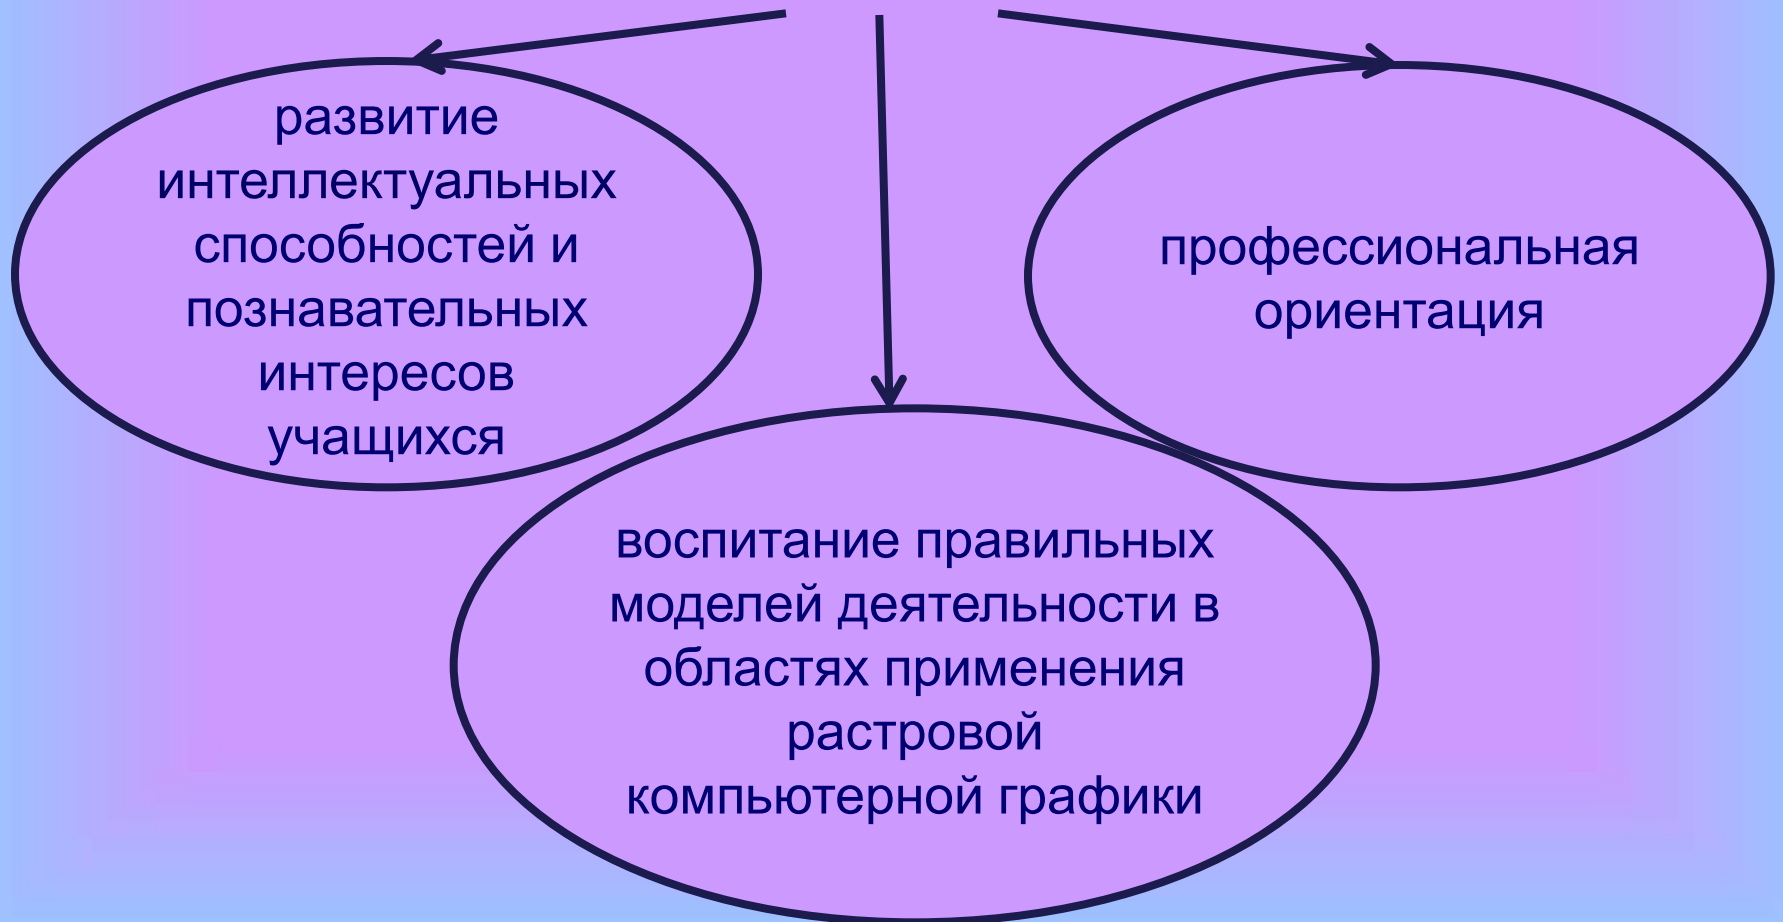 развитие
интеллектуальных
способностей и
познавательных
интересов
учащихся
профессиональная
ориентация
воспитание правильных
моделей деятельности в
областях применения
растровой
компьютерной графики